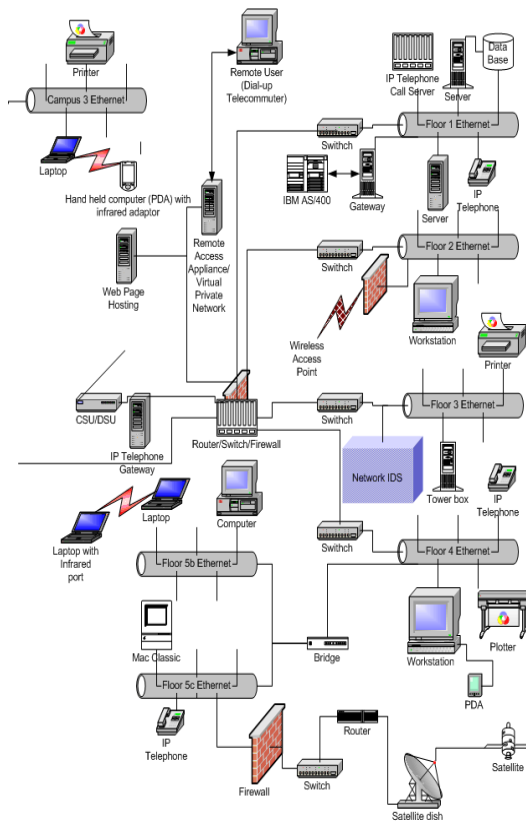 Printer
Campus 3 Ethernet
Laptop
Hand held computer (PDA) with
infrared adaptor
Remote User
(Dial-up
Telecommuter)
IP Telephone
Call Server
Server
Data
Base
Floor 1 Ethernet
Swithch
IBM AS/400
Gateway
Server
IP
Telephone
Web Page
Hosting
Remote
Access
Appliance/
Virtual
Private
Network
Swithch
Floor 2 Ethernet
Wireless
Access
Point
Workstation
Printer
CSU/DSU
IP Telephone
Gateway
Router/Switch/Firewall
Swithch
Floor 3 Ethernet
Network IDS
Tower box
IP
Telephone
Laptop
Laptop with
Infrared
port
Computer
Swithch
Floor 4 Ethernet
Floor 5b Ethernet
Mac Classic
Bridge
Workstation
Plotter
PDA
Floor 5c Ethernet
IP
Telephone
Firewall
Switch
Router
Satellite dish
Satellite